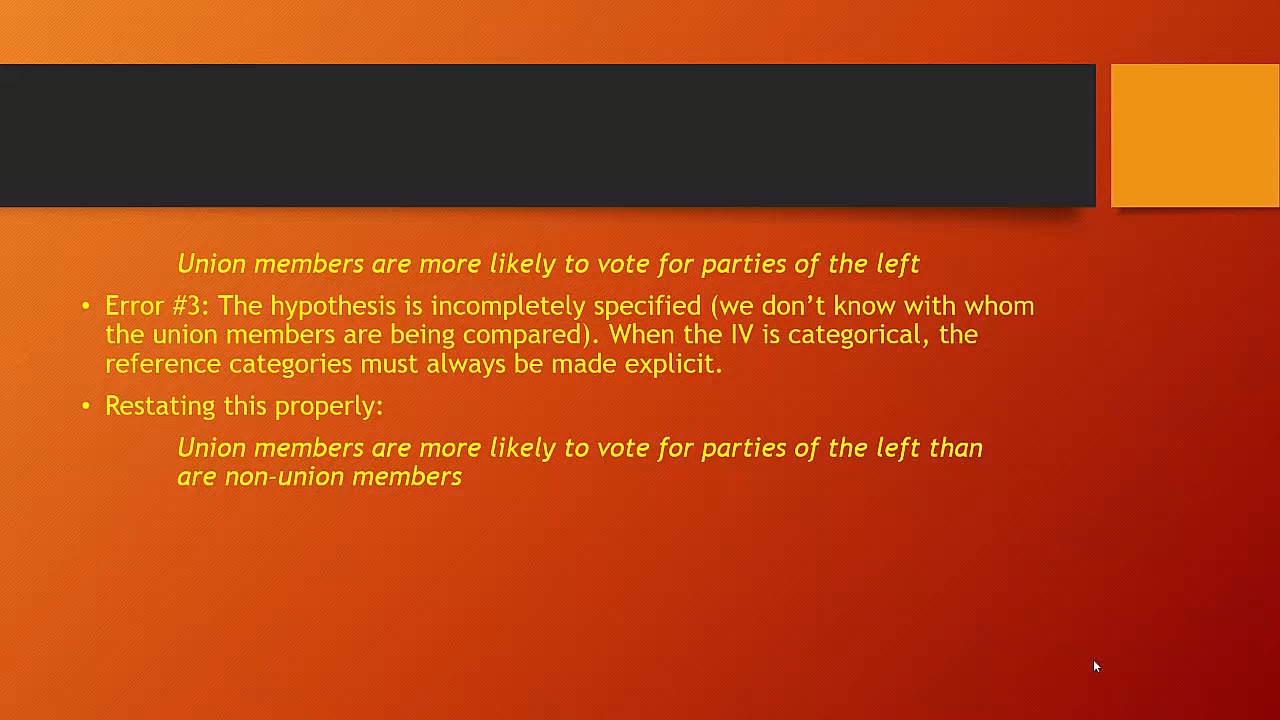 Union members are more likely to vote for parties of the left
• Error #3: The hypothesis is incompletely specified (we don’t know with whom
the union members are being compared). When the IV is categorical, the
reference categories must always be made explicit.
• Restating this properly:
Union members are more likely to vote for parties of the left than
are non-union members